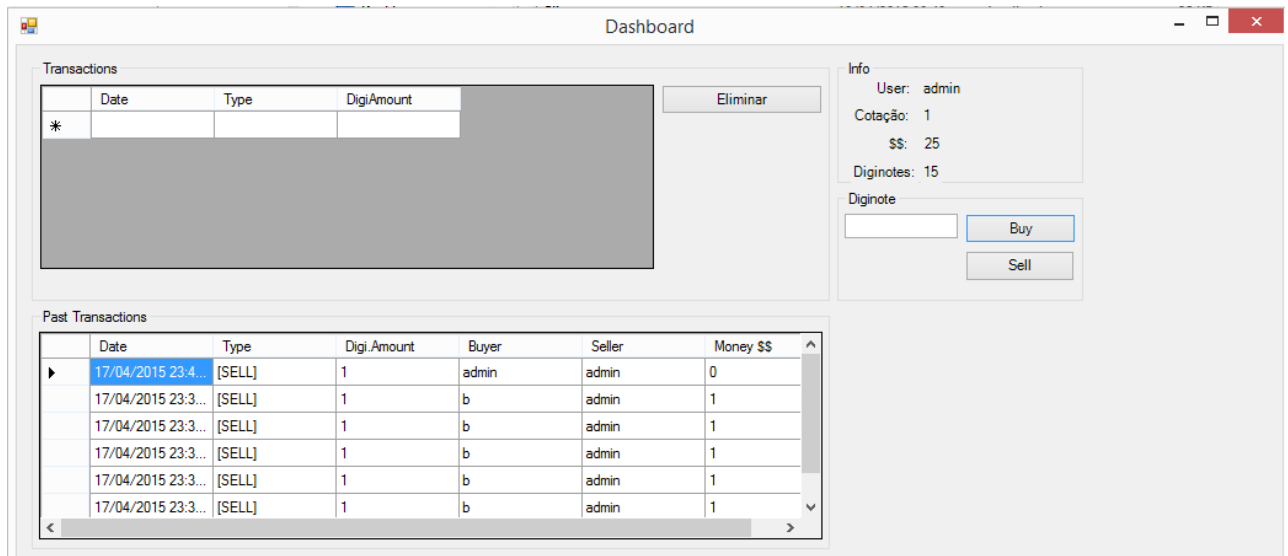 Dashboard
Transactions
Date Type DigiAmount
Eliminar
Info
User: admin
Cotação: 1
$$: 25
Diginotes: 15
Diginote
Buy
Sell
Past Transactions
Date Type Digi.Amount Buyer Seller Money $$
17/04/2015 23:4... [SELL] 1 admin admin 0
17/04/2015 23:3... [SELL] 1 b admin 1
17/04/2015 23:3... [SELL] 1 b admin 1
17/04/2015 23:3... [SELL] 1 b admin 1
17/04/2015 23:3... [SELL] 1 b admin 1
17/04/2015 23:3... [SELL] 1 b admin 1